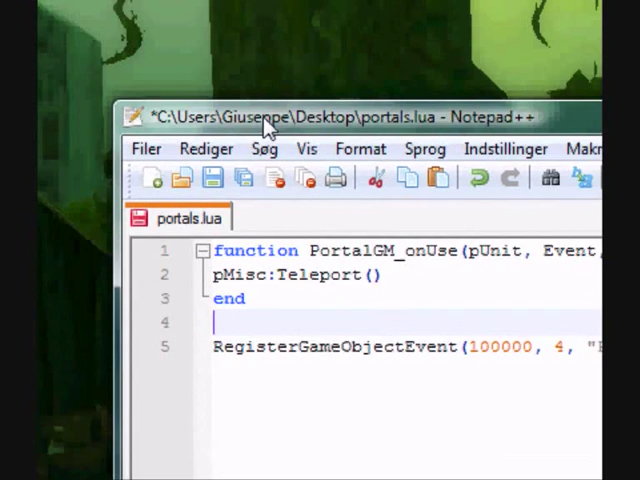 *C:\Users\Giuseppe\Desktop\portals.lua - Notepad++
Filer Rediger Søg Vis Format Sprog Indstillinger Makr
portals.lua
1 function PortalGM_onUse(pUnit, Event,
2 pMisc:Teleport()
3 end
4
5 RegisterGameObjectEvent(100000, 4, "